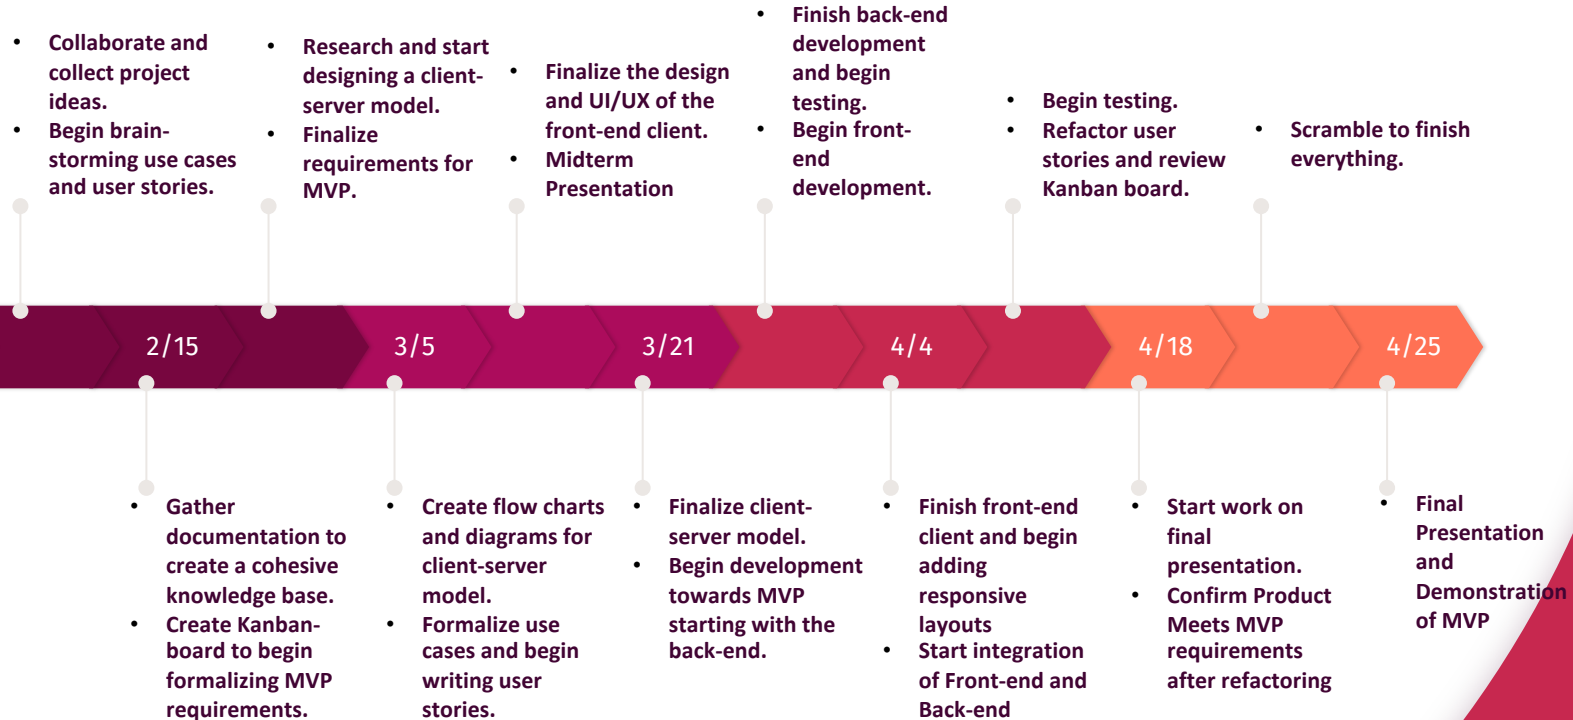 • Collaborate and
collect project
ideas.
• Begin brain-
storming use cases
and user stories.
• Research and start
designing a client-
server model.
• Finalize
requirements for
MVP.
• Finalize the design
and UI/UX of the
front-end client.
• Midterm
Presentation
• Finish back-end
development
and begin
testing.
• Begin front-
end
development.
• Begin testing.
• Refactor user
stories and review
Kanban board.
• Scramble to finish
everything.
2/15
3/5
3/21
4/4
4/18
4/25
• Gather
documentation to
create a cohesive
knowledge base.
• Create Kanban-
board to begin
formalizing MVP
requirements.
• Create flow charts
and diagrams for
client-server
model.
• Formalize use
cases and begin
writing user
stories.
• Finalize client-
server model.
• Begin development
towards MVP
starting with the
back-end.
• Finish front-end
client and begin
adding
responsive
layouts
• Start integration
of Front-end and
Back-end
• Start work on
final
presentation.
• Confirm Product
Meets MVP
requirements
after refactoring
• Final
Presentation
and
Demonstration
of MVP